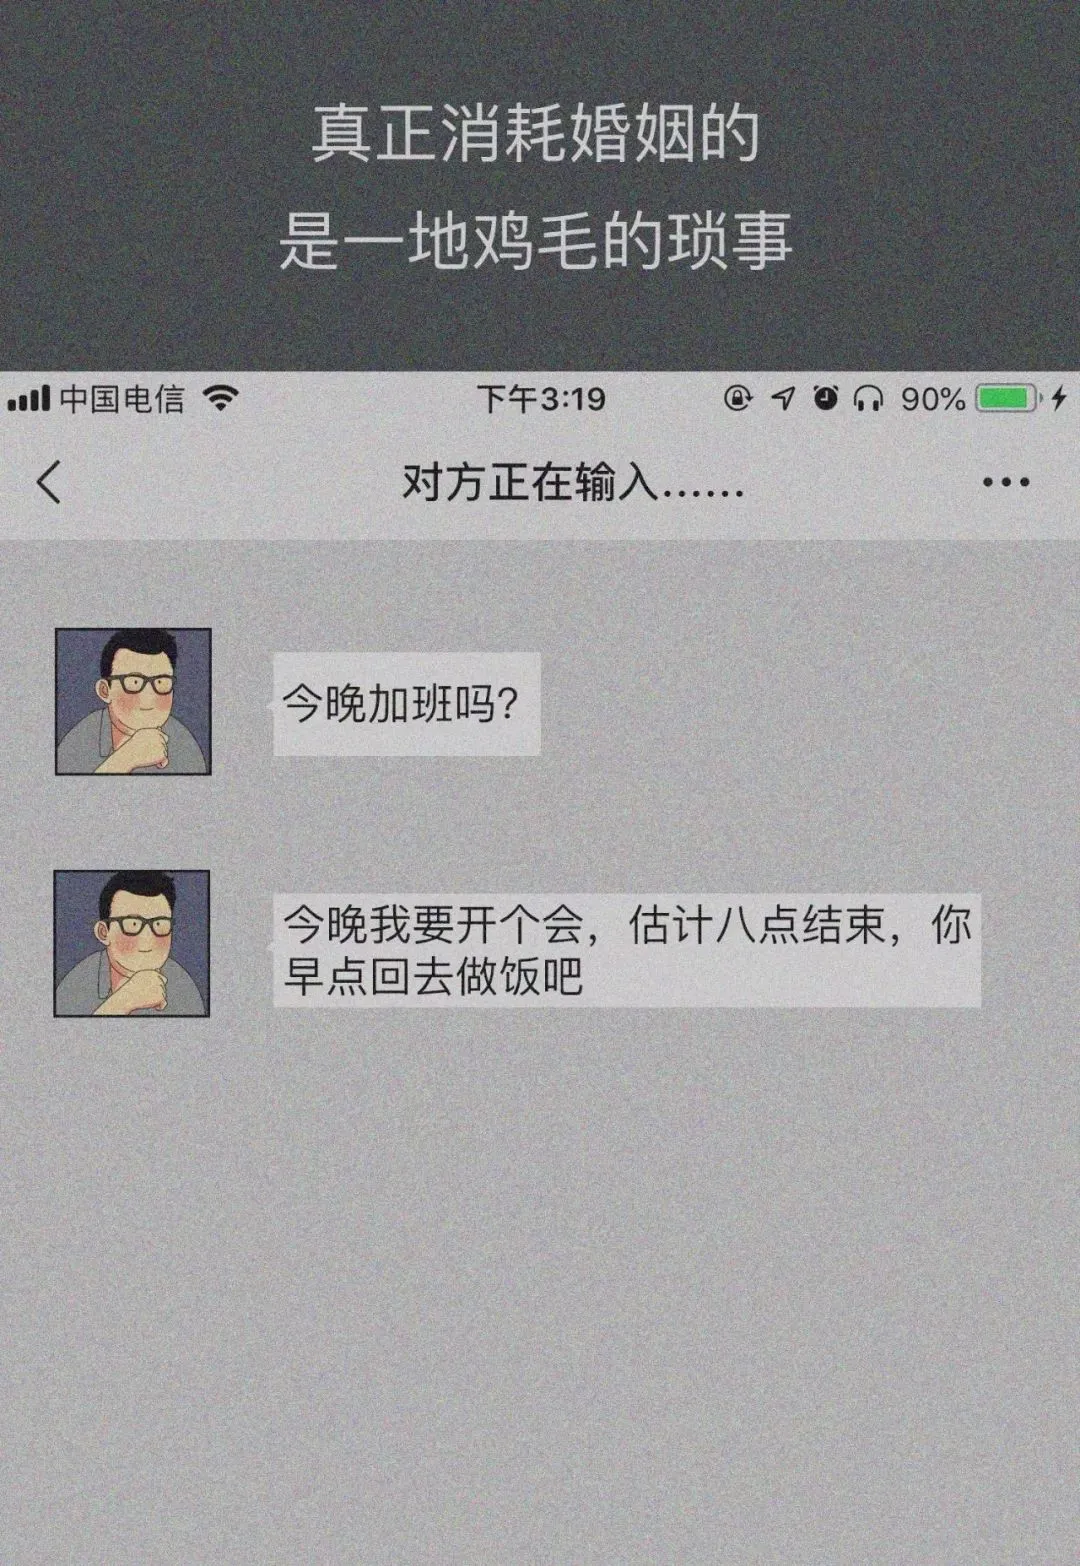 真正消耗婚姻的
是一地鸡毛的琐事
中国电信 下午3:19 90%
对方正在输入......
今晚加班吗？
今晚我要开个会，估计八点结束，你
早点回去做饭吧